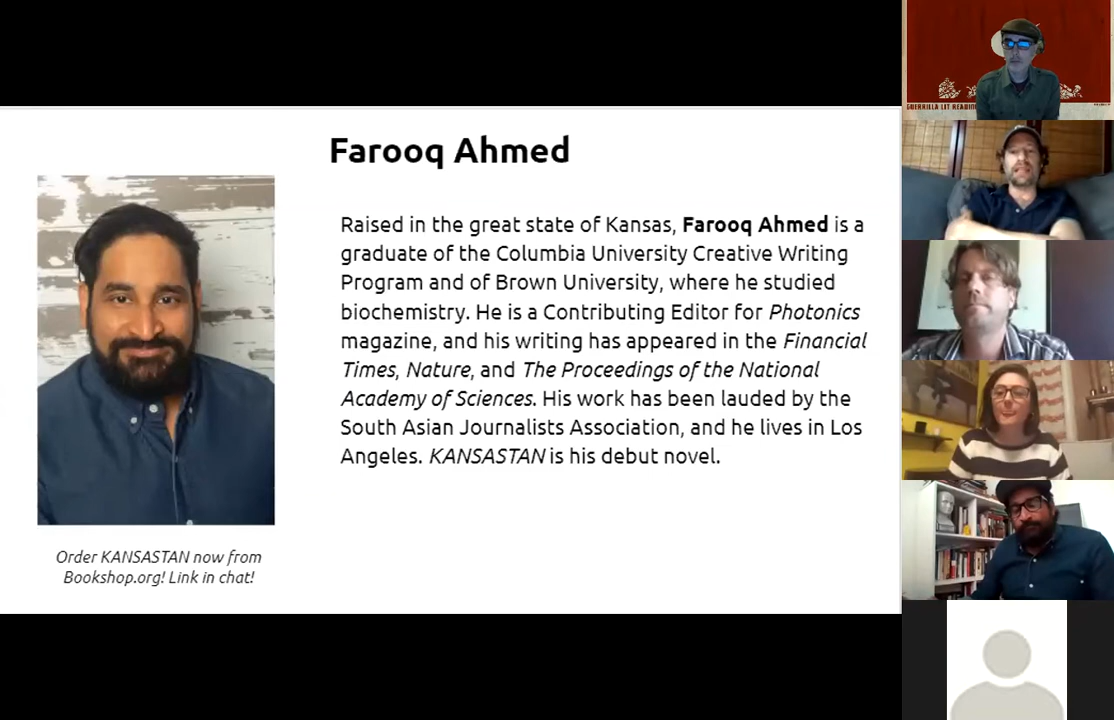 Farooq Ahmed
Raised in the great state of Kansas, Farooq Ahmed is a
graduate of the Columbia University Creative Writing
Program and of Brown University, where he studied
biochemistry. He is a Contributing Editor for Photonics
magazine, and his writing has appeared in the Financial
Times, Nature, and The Proceedings of the National
Academy of Sciences. His work has been lauded by the
South Asian Journalists Association, and he lives in Los
Angeles. KANSASTAN is his debut novel.
Order KANSASTAN now from
Bookshop.org! Link in chat!
GUERRILLA LIT READIN